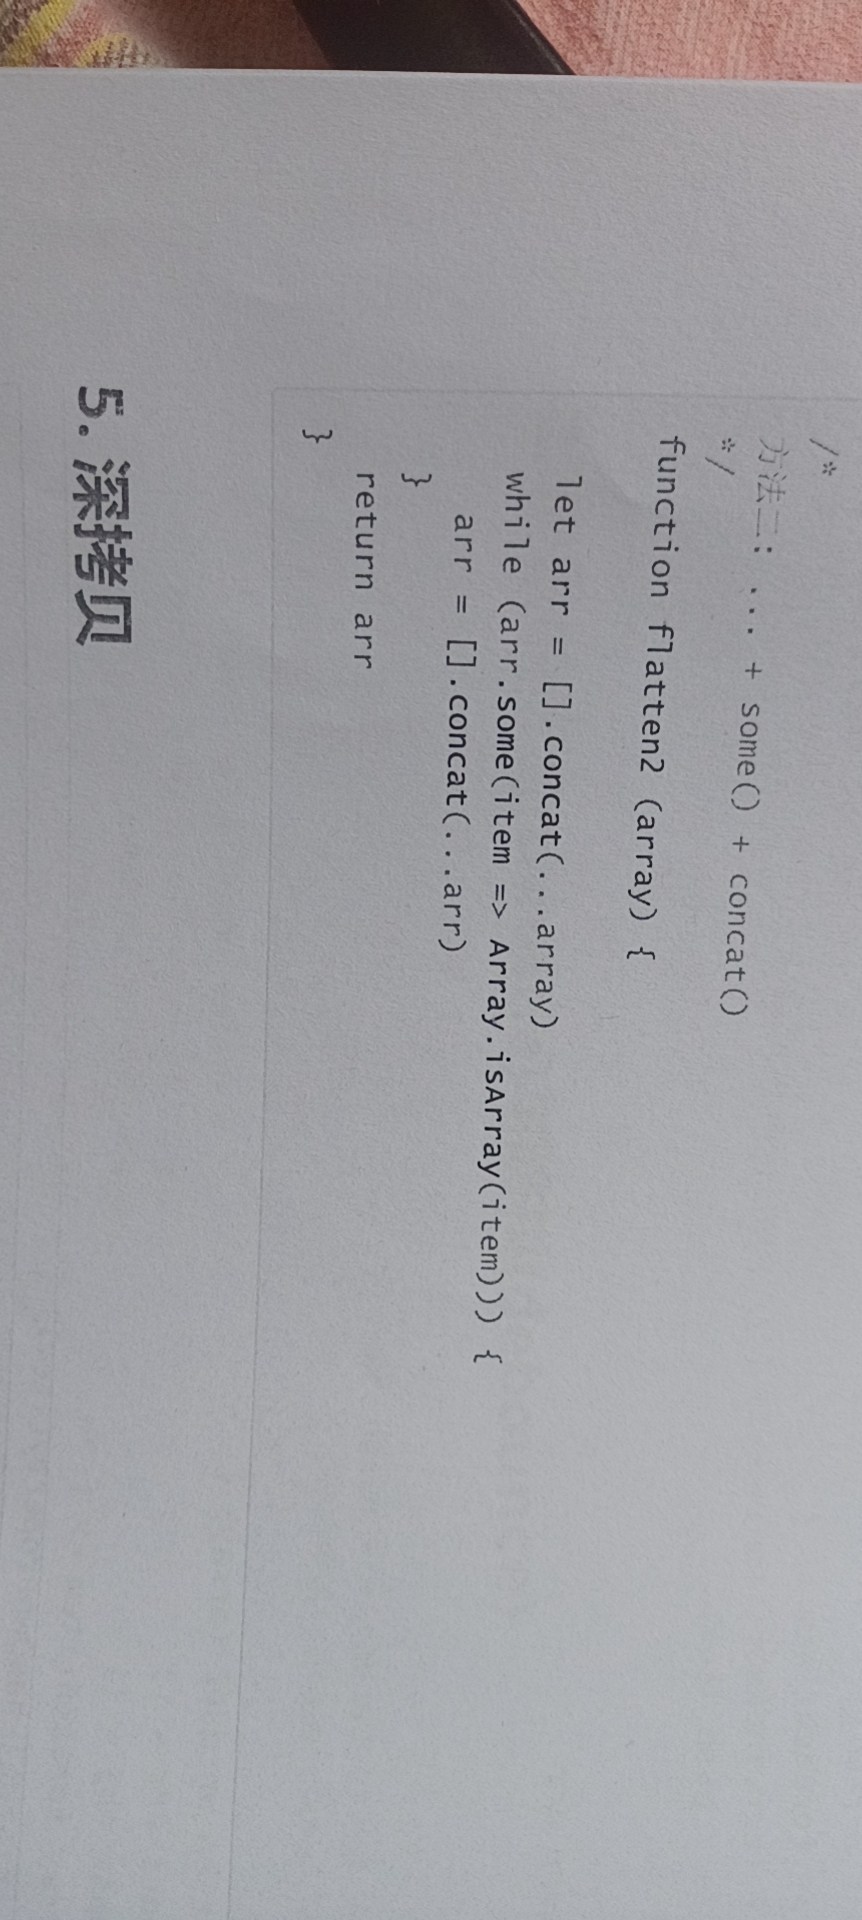 /*
方法二: ... + some() + concat()
*/
function flatten2 (array) {
let arr = [].concat(...array)
while (arr.some(item => Array.isArray(item))) {
arr = [].concat(...arr)
}
return arr
}
5. 深拷贝